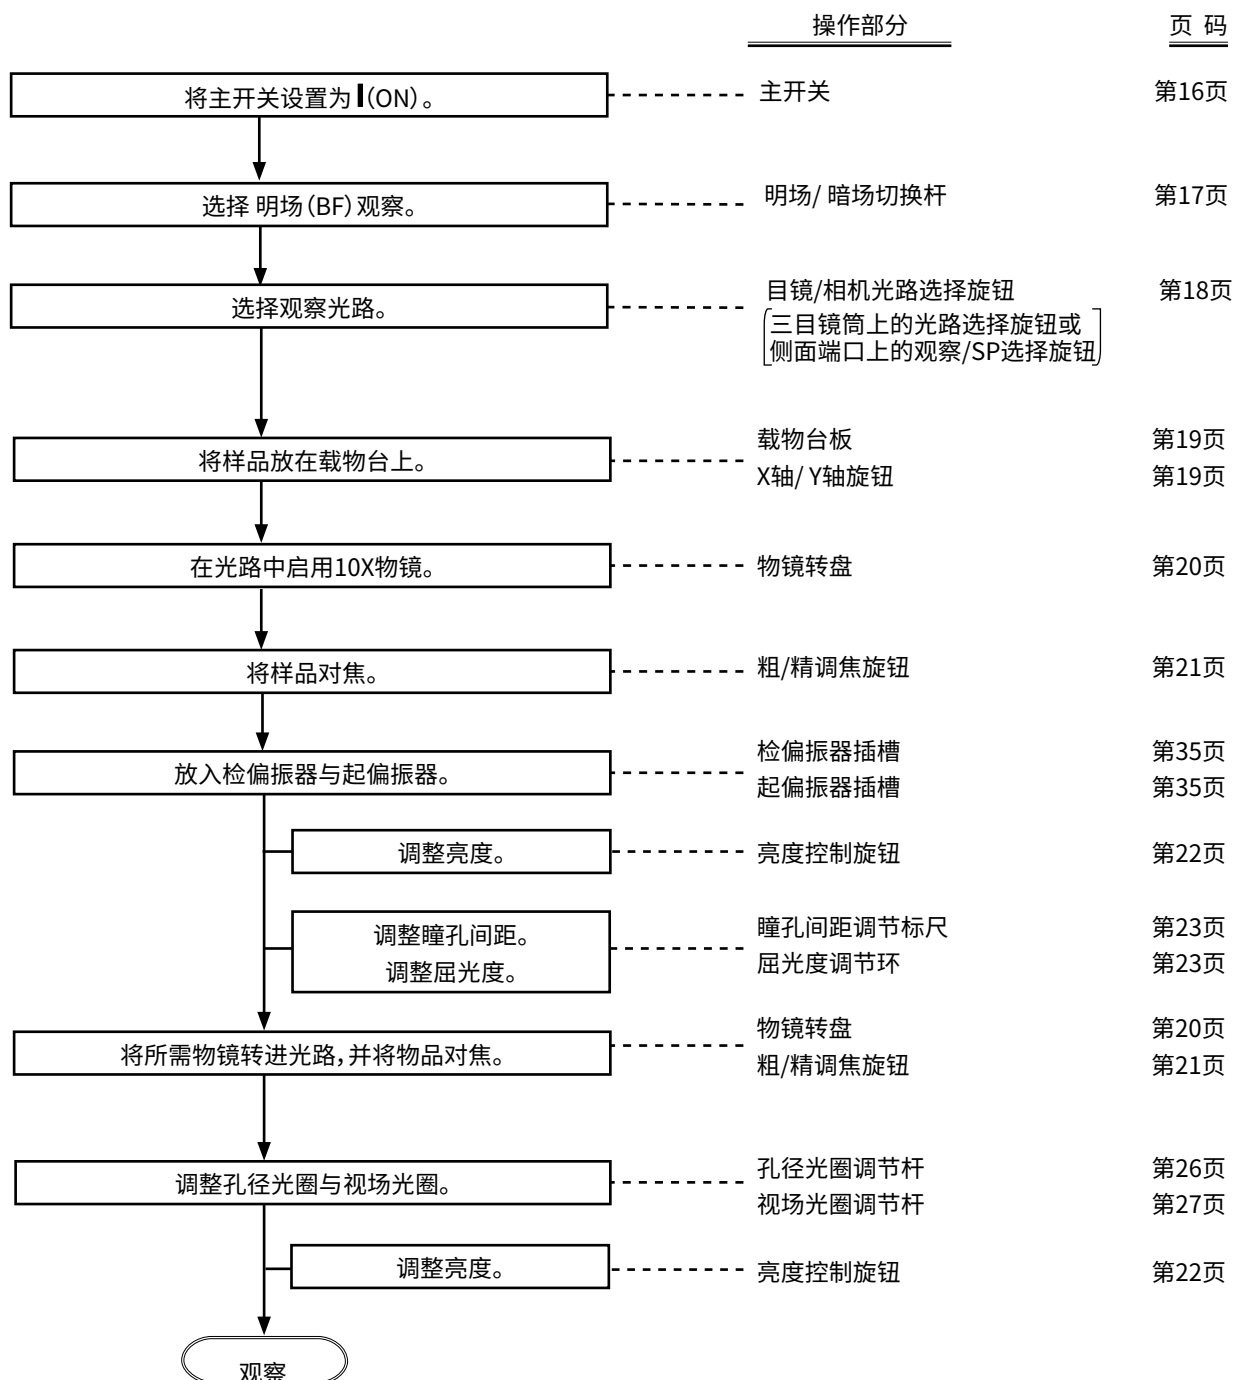 操作部分 页 码
将主开关设置为 I (ON)。 主开关 第16页
选择 明场(BF)观察。 明场/ 暗场切换杆 第17页
选择观察光路。 目镜/相机光路选择旋钮 第18页
三目镜筒上的光路选择旋钮或
侧面端口上的观察/SP选择旋钮
将样品放在载物台上。 载物台板 第19页
X轴/ Y轴旋钮 第19页
在光路中启用10X物镜。 物镜转盘 第20页
将样品对焦。 粗/精调焦旋钮 第21页
放入检偏振器与起偏振器。 检偏振器插槽 第35页
起偏振器插槽 第35页
调整亮度。 亮度控制旋钮 第22页
调整瞳孔间距。 瞳孔间距调节标尺 第23页
调整屈光度。 屈光度调节环 第23页
将所需物镜转进光路,并将物品对焦。 物镜转盘 第20页
粗/精调焦旋钮 第21页
调整孔径光圈与视场光圈。 孔径光圈调节杆 第26页
视场光圈调节杆 第27页
调整亮度。 亮度控制旋钮 第22页
观察